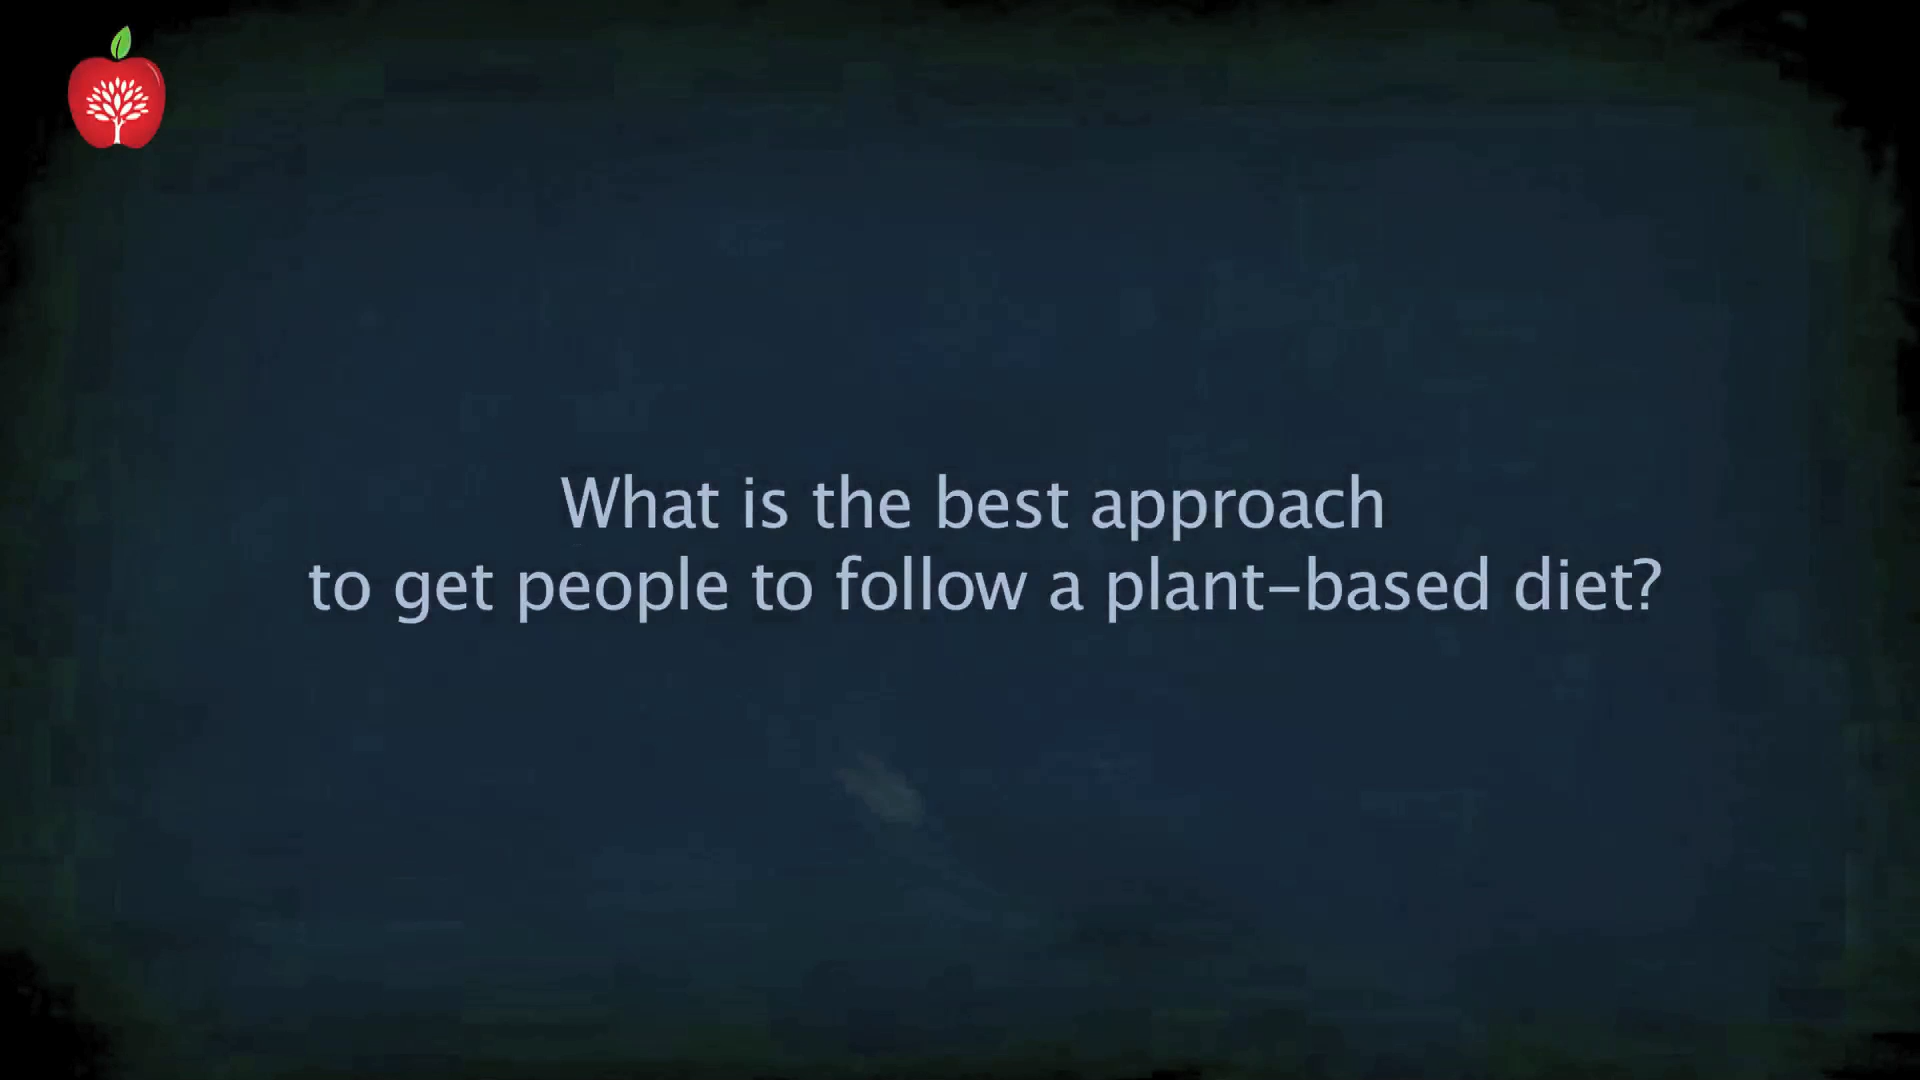 What is the best approach
to get people to follow a plant-based diet?